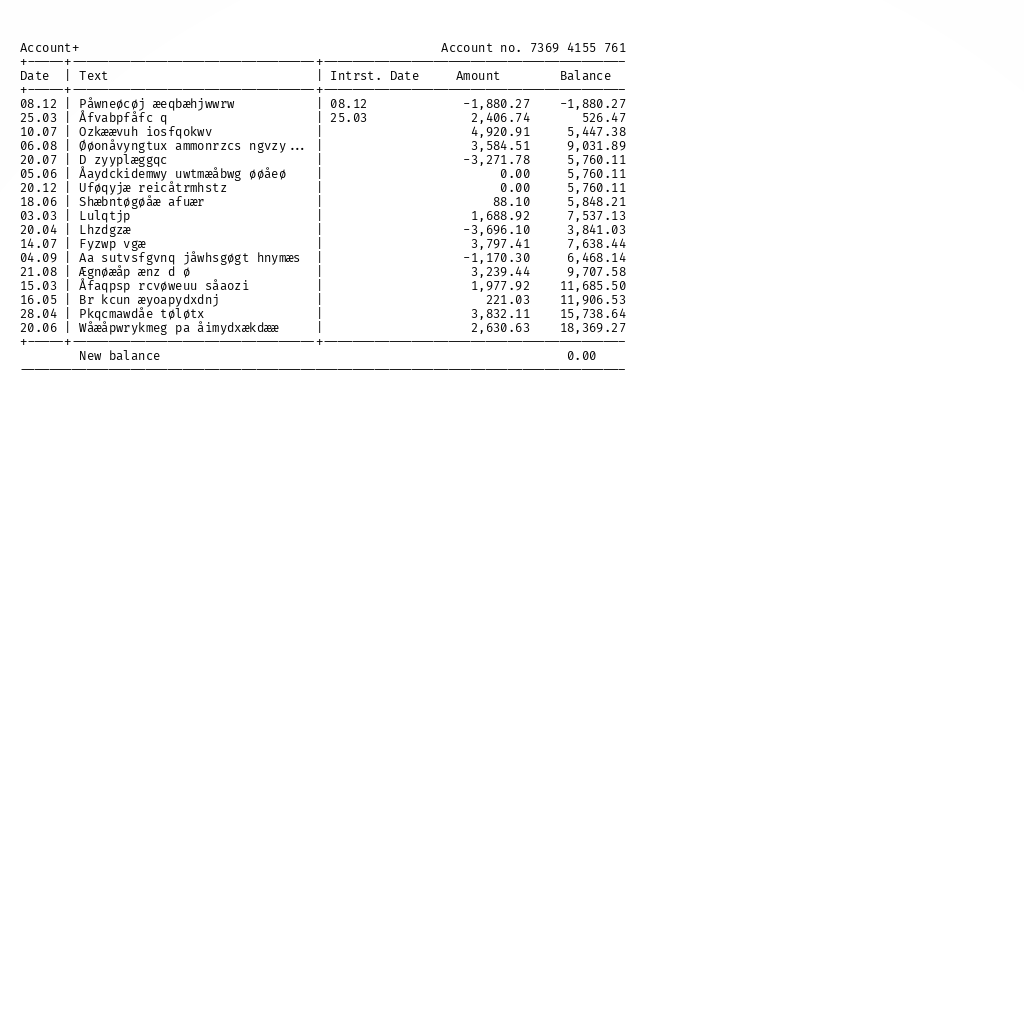 Account+ Account no. 7369 4155 761
+-----+---------------------------------+-----------------------------------------
Date | Text | Intrst. Date Amount Balance
+-----+---------------------------------+-----------------------------------------
08.12 | Påwneøcøj æeqbæhjwwrw | 08.12 -1,880.27 -1,880.27
25.03 | Åfvabpfåfc q | 25.03 2,406.74 526.47
10.07 | Ozkæævuh iosfqokwv | 4,920.91 5,447.38
06.08 | Øøonåvyngtux ammonrzcs ngvzy... | 3,584.51 9,031.89
20.07 | D zyyplæggqc | -3,271.78 5,760.11
05.06 | Åaydckidemwy uwtmæåbwg øøåeø | 0.00 5,760.11
20.12 | Uføqyjæ reicåtrmhstz | 0.00 5,760.11
18.06 | Shæbntøgøåæ afuær | 88.10 5,848.21
03.03 | Lulqtjp | 1,688.92 7,537.13
20.04 | Lhzdgzæ | -3,696.10 3,841.03
14.07 | Fyzwp vgæ | 3,797.41 7,638.44
04.09 | Aa sutvsfgvnq jåwhsgøgt hnymæs | -1,170.30 6,468.14
21.08 | Ægnøæåp ænz d ø | 3,239.44 9,707.58
15.03 | Åfaqpsp rcvøweuu såaozi | 1,977.92 11,685.50
16.05 | Br kcun æyoapydxdnj | 221.03 11,906.53
28.04 | Pkqcmawdåe tøløtx | 3,832.11 15,738.64
20.06 | Wåæåpwrykmeg pa åimydxækdææ | 2,630.63 18,369.27
+-----+---------------------------------+-----------------------------------------
New balance 0.00
----------------------------------------------------------------------------------